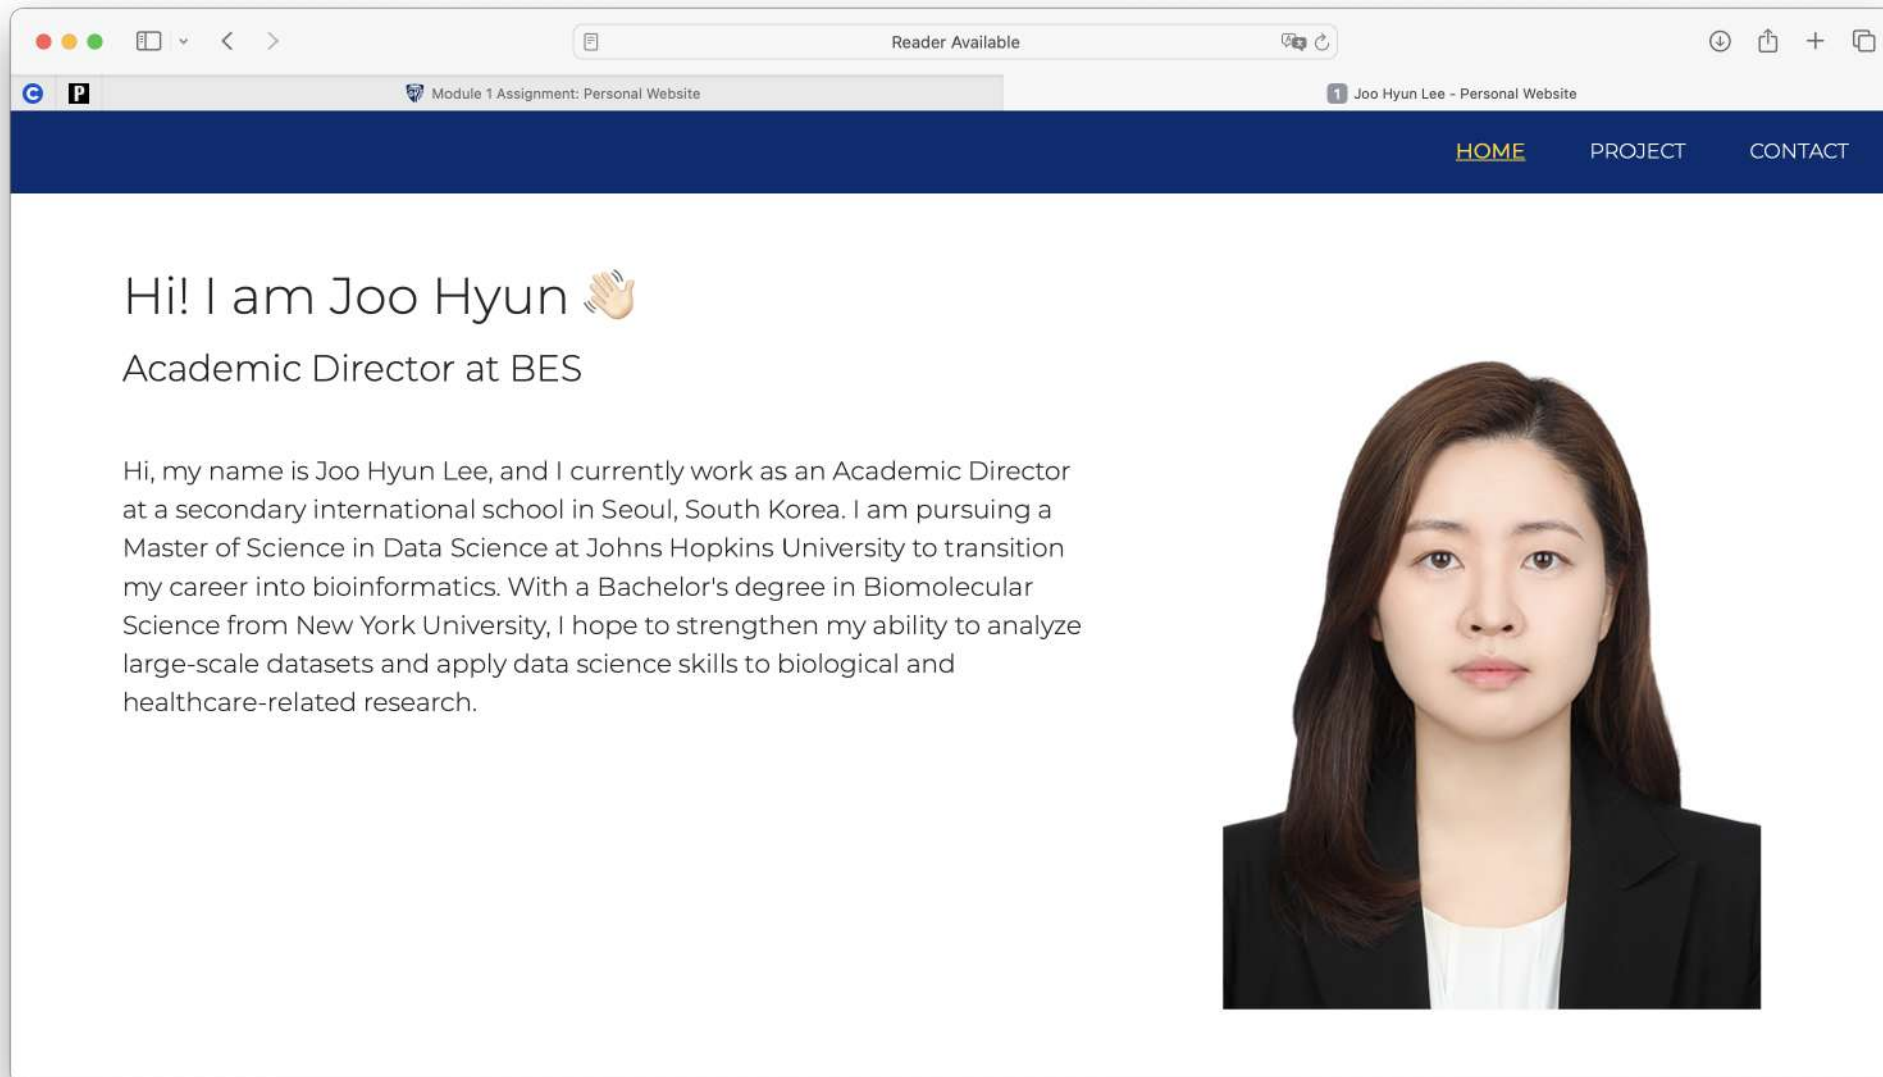 Reader Available
Module 1 Assignment: Personal Website
1 Joo Hyun Lee - Personal Website
HOME PROJECT CONTACT
Hi! I am Joo Hyun 👋🏻
Academic Director at BES
Hi, my name is Joo Hyun Lee, and I currently work as an Academic Director
at a secondary international school in Seoul, South Korea. I am pursuing a
Master of Science in Data Science at Johns Hopkins University to transition
my career into bioinformatics. With a Bachelor's degree in Biomolecular
Science from New York University, I hope to strengthen my ability to analyze
large-scale datasets and apply data science skills to biological and
healthcare-related research.